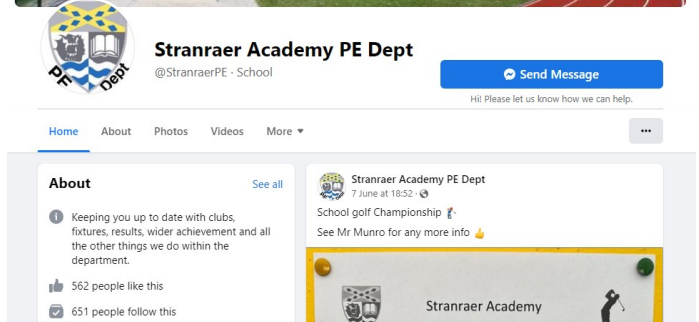 PE Dept
Stranraer Academy PE Dept
@StranraerPE · School
Send Message
Hi! Please let us know how we can help.
Home
About
Photos
Videos
More
About
See all
Keeping you up to date with clubs,
fixtures, results, wider achievement and all
the other things we do within the
department.
562 people like this
651 people follow this
Stranraer Academy PE Dept
7 June at 18:52 ·
School golf Championship 🏌
See Mr Munro for any more info 👍
Stranraer Academy